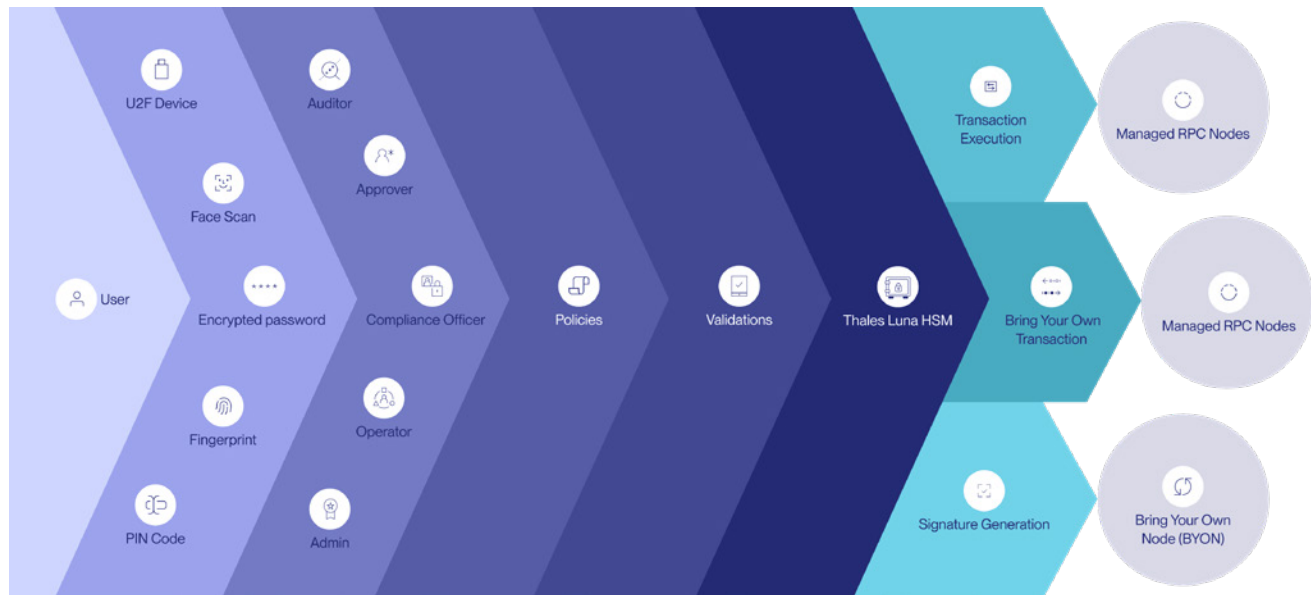 User
U2F Device
Face Scan
Encrypted password
Fingerprint
PIN Code
Auditor
Approver
Compliance Officer
Operator
Admin
Policies
Validations
Thales Luna HSM
Transaction
Execution
Bring Your Own
Transaction
Signature Generation
Managed RPC Nodes
Managed RPC Nodes
Bring Your Own
Node (BYON)